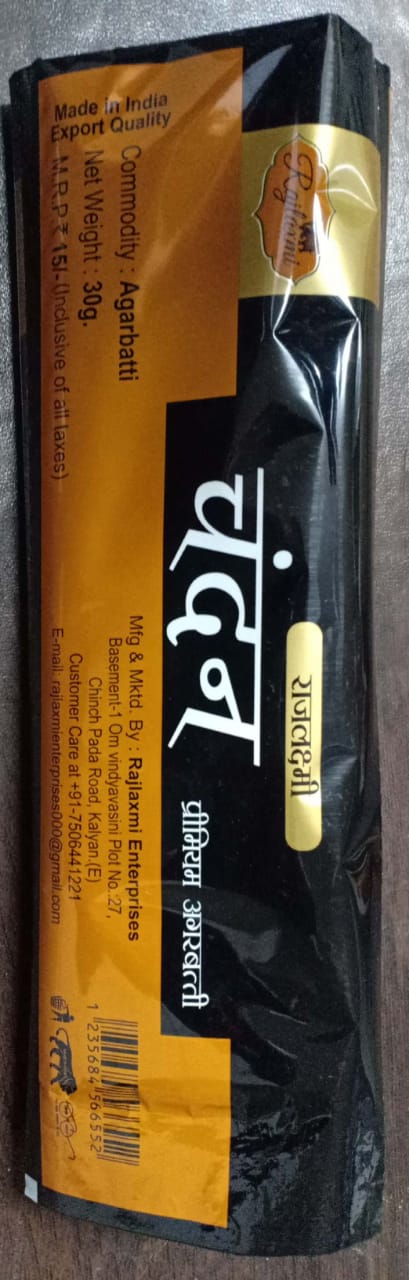 Rajlaxmi
राजलक्ष्मी
चंदन
प्रीमियम अगरबत्ती
Made in India
Export Quality
Commodity : Agarbatti
Net Weight : 30g.
M.R.P.₹ 15/- (Inclusive of all taxes)
Mfg & Mktd. By : Rajlaxmi Enterprises
Basement-1 Om vindyavasini Plot No.:27,
Chinch Pada Road, Kalyan.(E)
Customer Care at +91-7506441221
E-mail: rajlaxmienterprises000@gmail.com
1 235684 566552